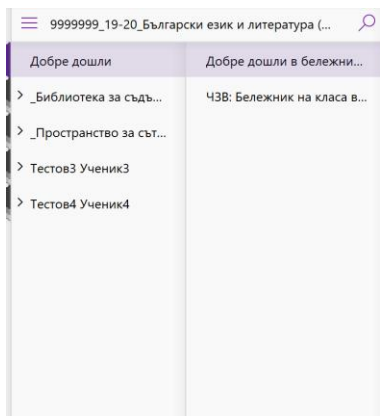 9999999_19-20_Български език и литература (...
Добре дошли
Добре дошли в бележни...
_Библиотека за съдъ...
ЧЗВ: Бележник на класа в...
_Пространство за сът...
Тестов3 Ученик3
Тестов4 Ученик4